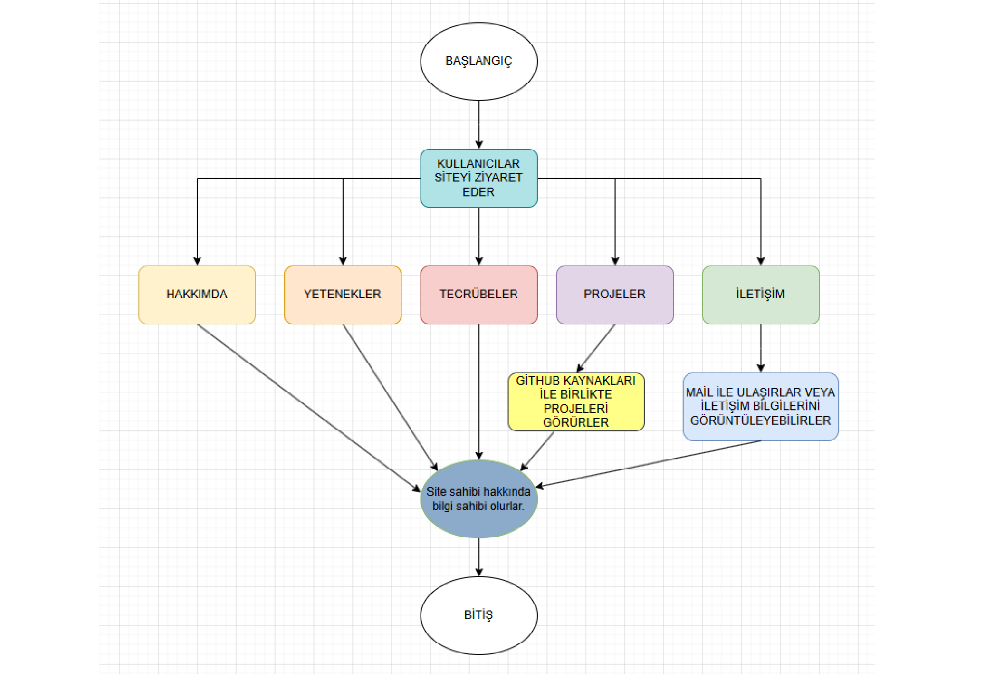 BAŞLANGIÇ
KULLANICILAR
SİTEYİ ZİYARET
EDER
HAKKIMDA
YETENEKLER
TECRÜBELER
PROJELER
İLETİŞİM
GİTHUB KAYNAKLARI
İLE BİRLİKTE
PROJELERİ
GÖRÜRLER
MAİL İLE ULAŞIRLAR VEYA
İLETİŞİM BİLGİLERİNİ
GÖRÜNTÜLEYEBİLİRLER
Site sahibi hakkında
bilgi sahibi olurlar.
BİTİŞ